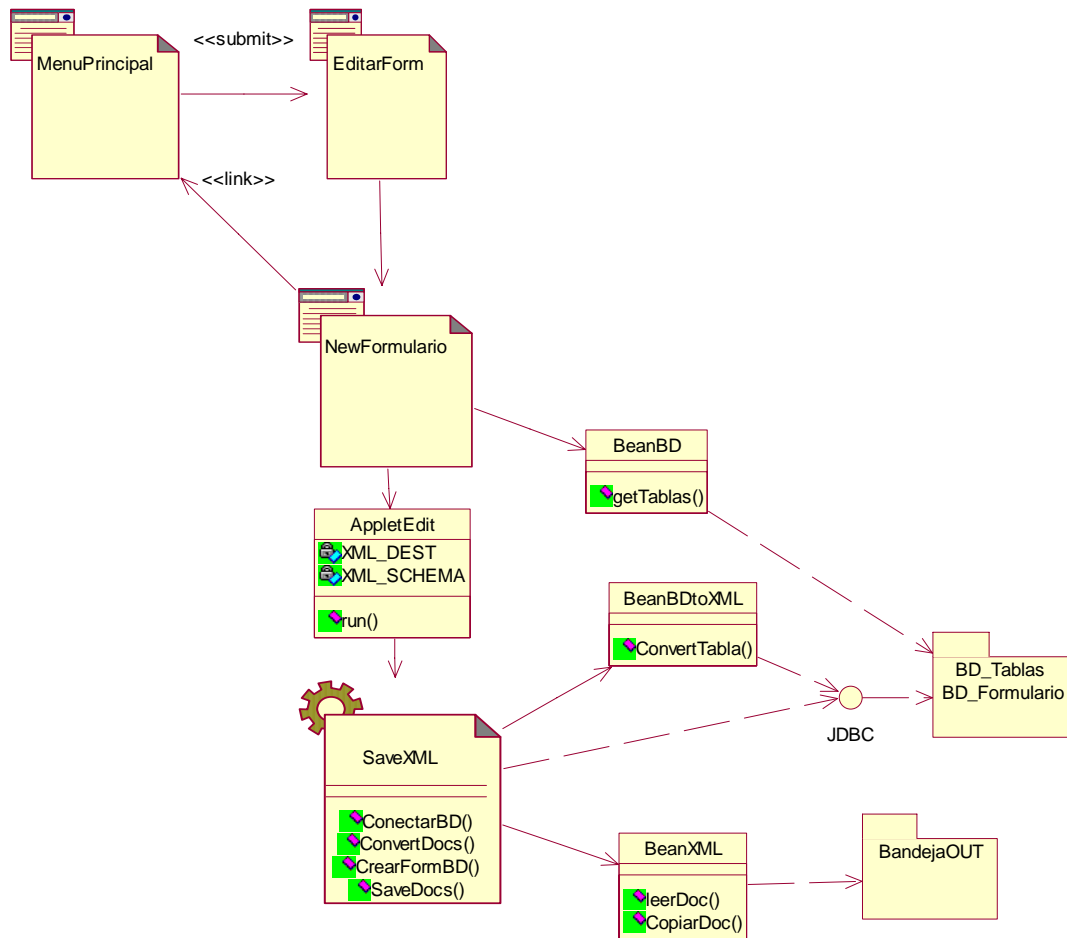 <<submit>>
MenuPrincipal
EditarForm
<<link>>
NewFormulario
BeanBD
getTablas()
AppletEdit
XML_DEST
XML_SCHEMA
run()
BeanBDtoXML
ConvertTabla()
BD_Tablas
BD_Formulario
JDBC
SaveXML
ConectarBD()
ConvertDocs()
CrearFormBD()
SaveDocs()
BeanXML
leerDoc()
CopiarDoc()
BandejaOUT